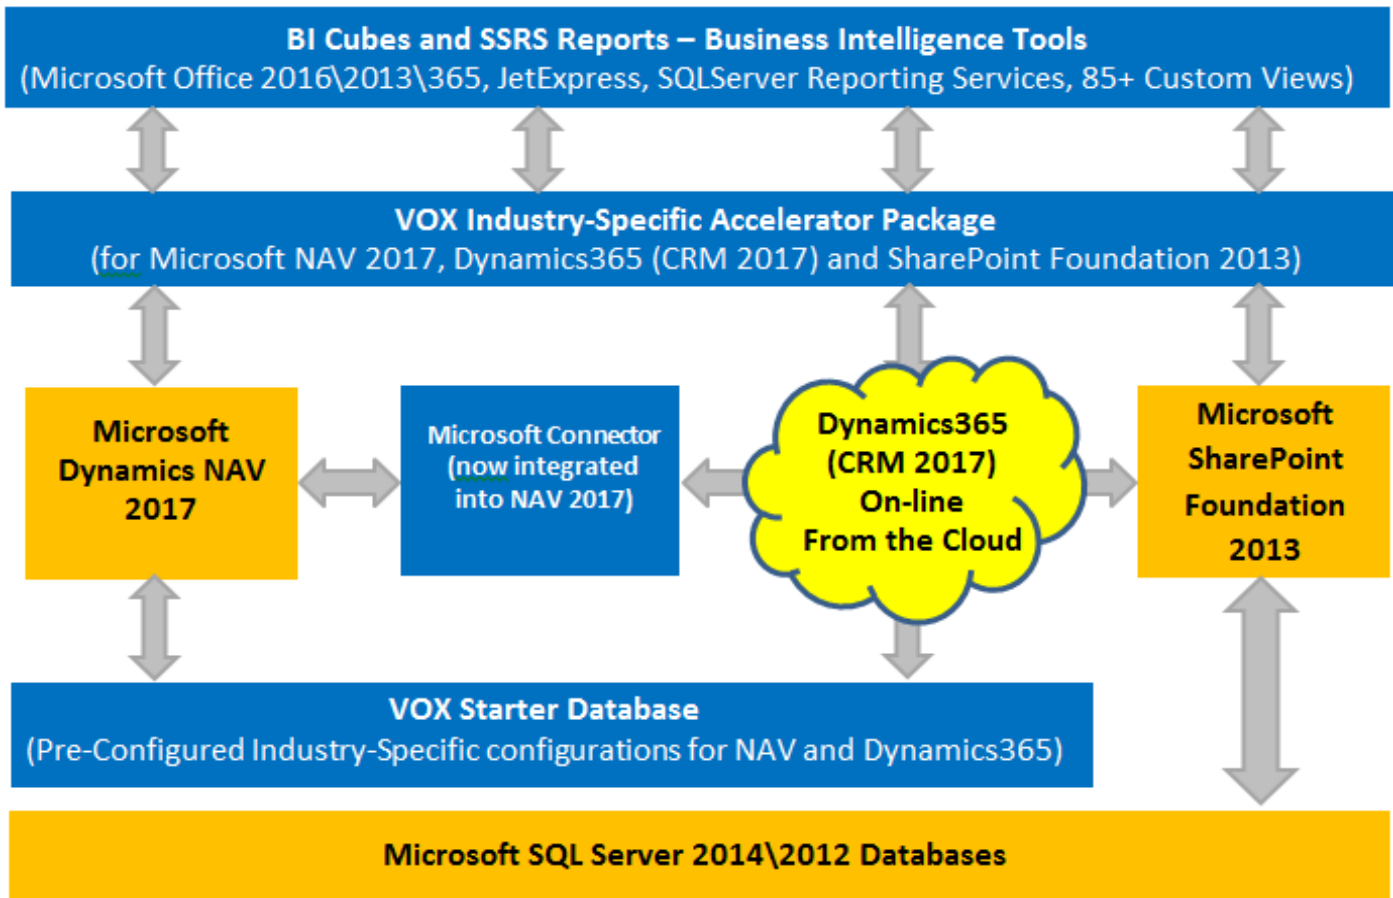 BI Cubes and SSRS Reports – Business Intelligence Tools
(Microsoft Office 2016\2013\365, JetExpress, SQLServer Reporting Services, 85+ Custom Views)
VOX Industry-Specific Accelerator Package
(for Microsoft NAV 2017, Dynamics365 (CRM 2017) and SharePoint Foundation 2013)
Microsoft
Dynamics NAV
2017
Microsoft Connector
(now integrated
into NAV 2017)
Dynamics365
(CRM 2017)
On-line
From the Cloud
Microsoft
SharePoint
Foundation
2013
VOX Starter Database
(Pre-Configured Industry-Specific configurations for NAV and Dynamics365)
Microsoft SQL Server 2014\2012 Databases